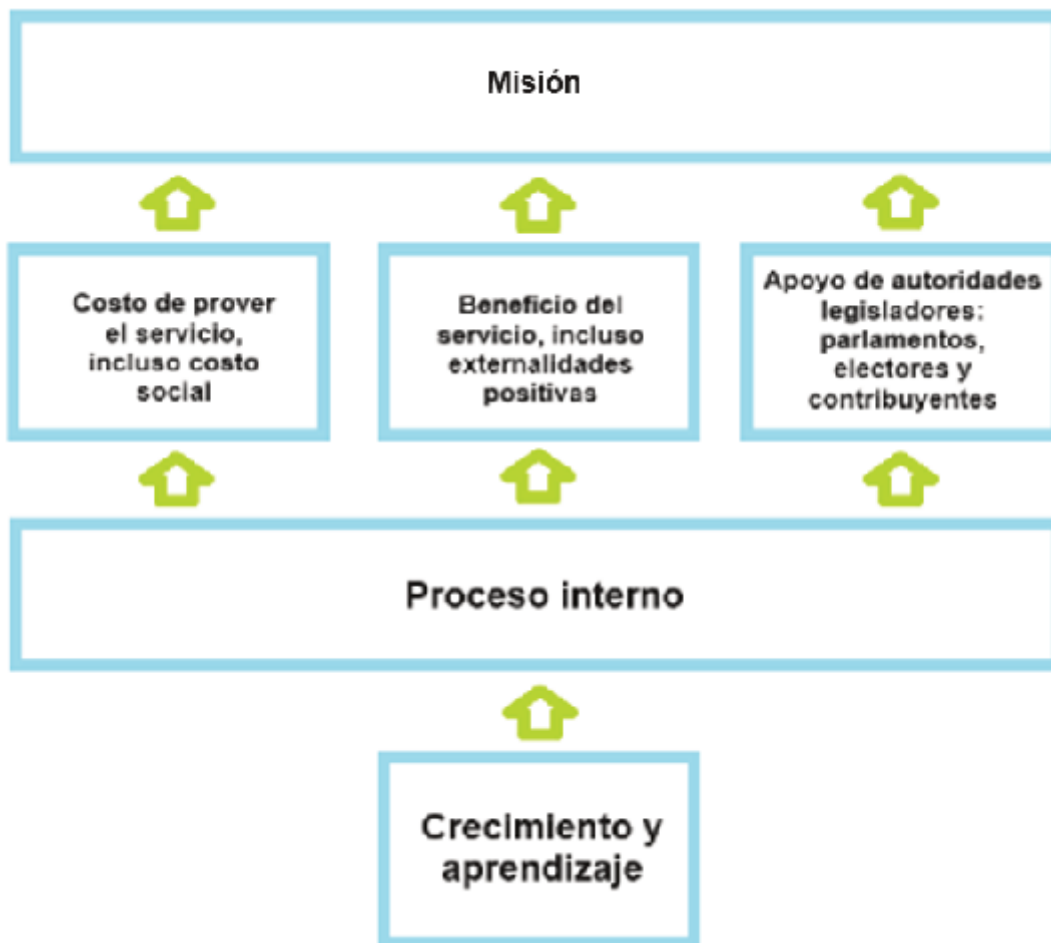 Misión
Costo de prover
el servicio,
incluso costo
social
Beneficio del
servicio, incluso
externalidades
positivas
Apoyo de autoridades
legisladores:
parlamentos,
electores y
contribuyentes
Proceso interno
Crecimiento y
aprendizaje